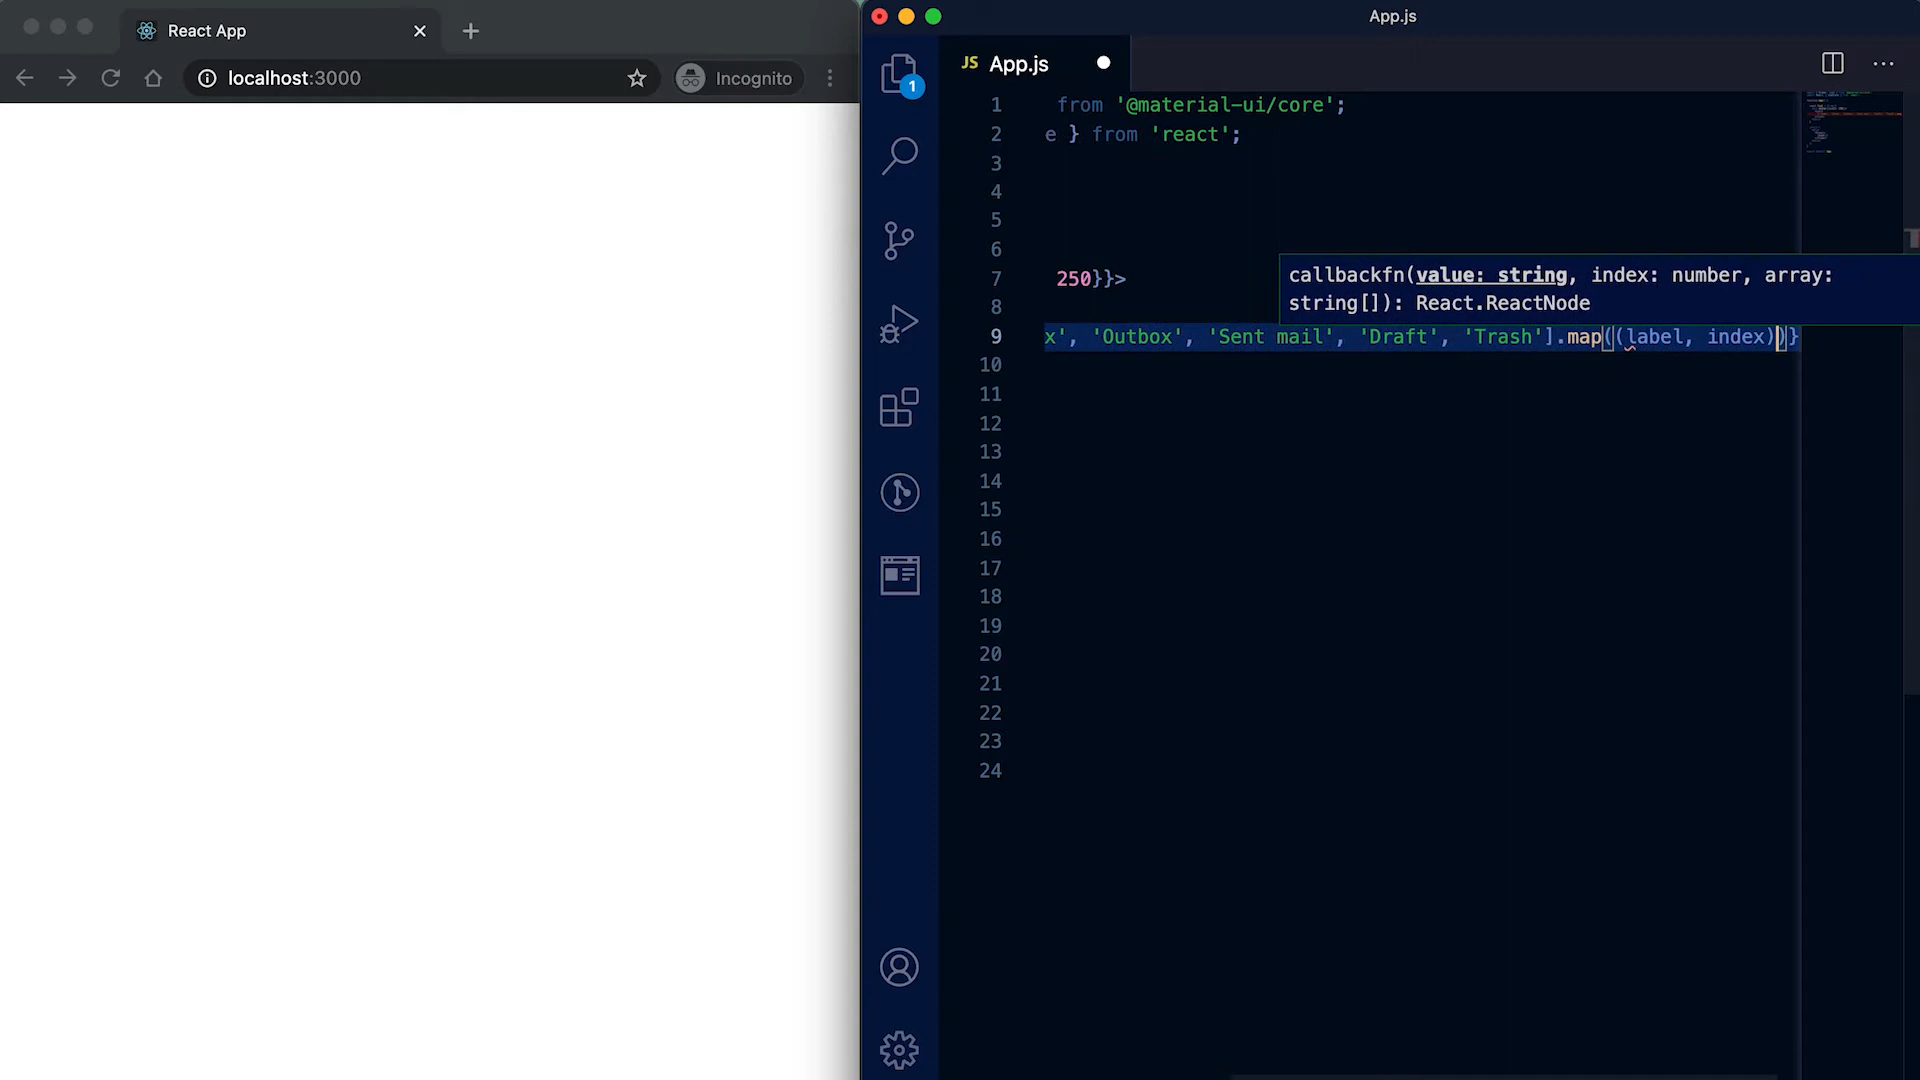 React App
localhost:3000
Incognito
App.js
1
JS App.js
1 from '@material-ui/core';
2 e } from 'react';
3
4
5
6
7 250}}>
callbackfn(value: string, index: number, array:
string[]): React.ReactNode
8
9 x', 'Outbox', 'Sent mail', 'Draft', 'Trash'].map((label, index))}
10
11
12
13
14
15
16
17
18
19
20
21
22
23
24